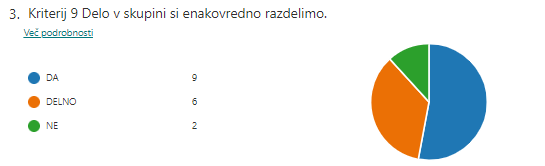 3. Kriterij 9 Delo v skupini si enakovredno razdelimo.
Več podrobnosti
DA 9
DELNO 6
NE 2